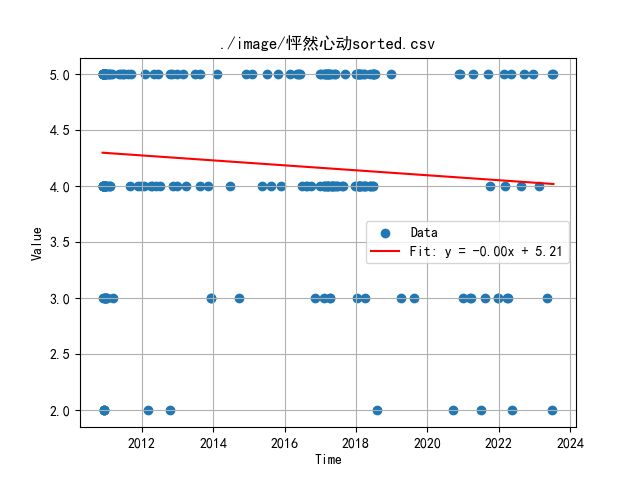 ./image/怦然心动sorted.csv
5.0
4.5
4.0
3.5
3.0
2.5
2.0
Value
Data
Fit: y = -0.00x + 5.21
2012
2014
2016
2018
2020
2022
2024
Time